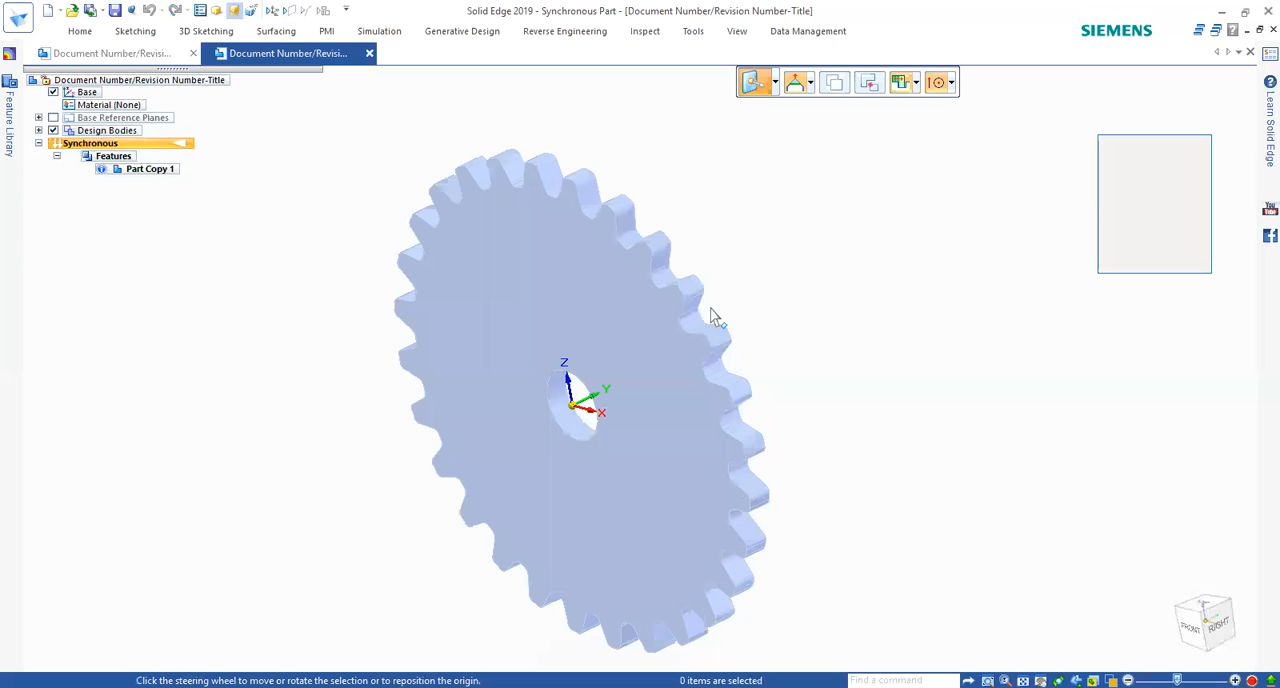 Solid Edge 2019 - Synchronous Part - [Document Number/Revision Number-Title]
Home Sketching 3D Sketching Surfacing PMI Simulation Generative Design Reverse Engineering Inspect Tools View Data Management
SIEMENS
Document Number/Revisi...
Document Number/Revisi...
Document Number/Revision Number-Title
Base
Material (None)
Base Reference Planes
Design Bodies
Synchronous
Features
Part Copy 1
Feature Library
Learn Solid Edge
You
Tube
Z
Y
X
FRONT RIGHT
Click the steering wheel to move or rotate the selection or to reposition the origin.
0 items are selected
Find a command